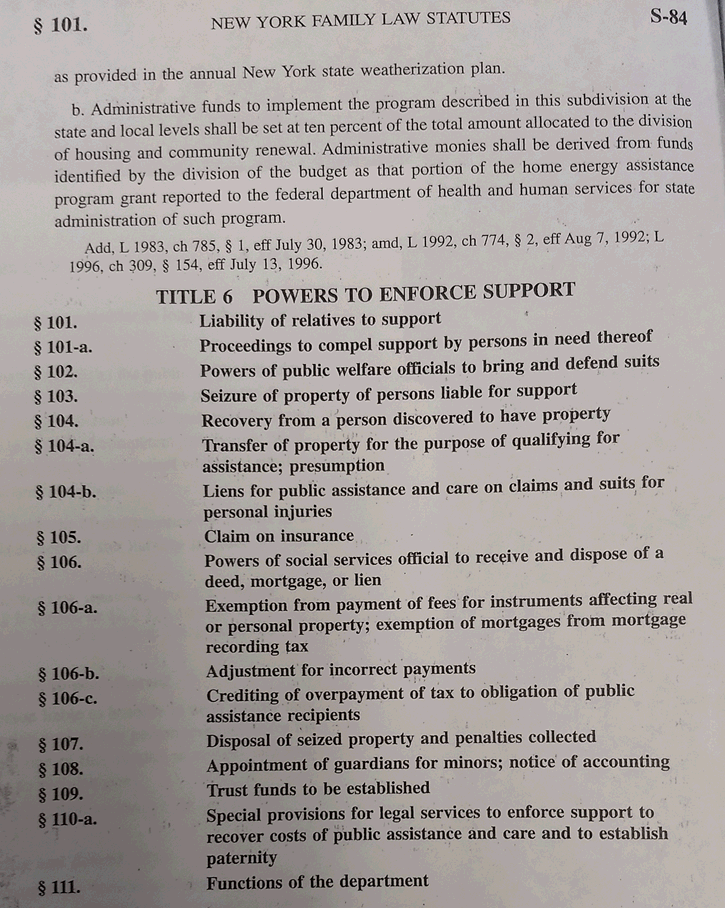 § 101. NEW YORK FAMILY LAW STATUTES S-84
as provided in the annual New York state weatherization plan.
b. Administrative funds to implement the program described in this subdivision at the
state and local levels shall be set at ten percent of the total amount allocated to the division
of housing and community renewal. Administrative monies shall be derived from funds
identified by the division of the budget as that portion of the home energy assistance
program grant reported to the federal department of health and human services for state
administration of such program.
Add, L 1983, ch 785, § 1, eff July 30, 1983; amd, L 1992, ch 774, § 2, eff Aug 7, 1992; L
1996, ch 309, § 154, eff July 13, 1996.
TITLE 6 POWERS TO ENFORCE SUPPORT
§ 101. Liability of relatives to support
§ 101-a. Proceedings to compel support by persons in need thereof
§ 102. Powers of public welfare officials to bring and defend suits
§ 103. Seizure of property of persons liable for support
§ 104. Recovery from a person discovered to have property
§ 104-a. Transfer of property for the purpose of qualifying for
assistance; presumption
§ 104-b. Liens for public assistance and care on claims and suits for
personal injuries
§ 105. Claim on insurance
§ 106. Powers of social services official to receive and dispose of a
deed, mortgage, or lien
§ 106-a. Exemption from payment of fees for instruments affecting real
or personal property; exemption of mortgages from mortgage
recording tax
§ 106-b. Adjustment for incorrect payments
§ 106-c. Crediting of overpayment of tax to obligation of public
assistance recipients
§ 107. Disposal of seized property and penalties collected
§ 108. Appointment of guardians for minors; notice of accounting
§ 109. Trust funds to be established
§ 110-a. Special provisions for legal services to enforce support to
recover costs of public assistance and care and to establish
paternity
§ 111. Functions of the department